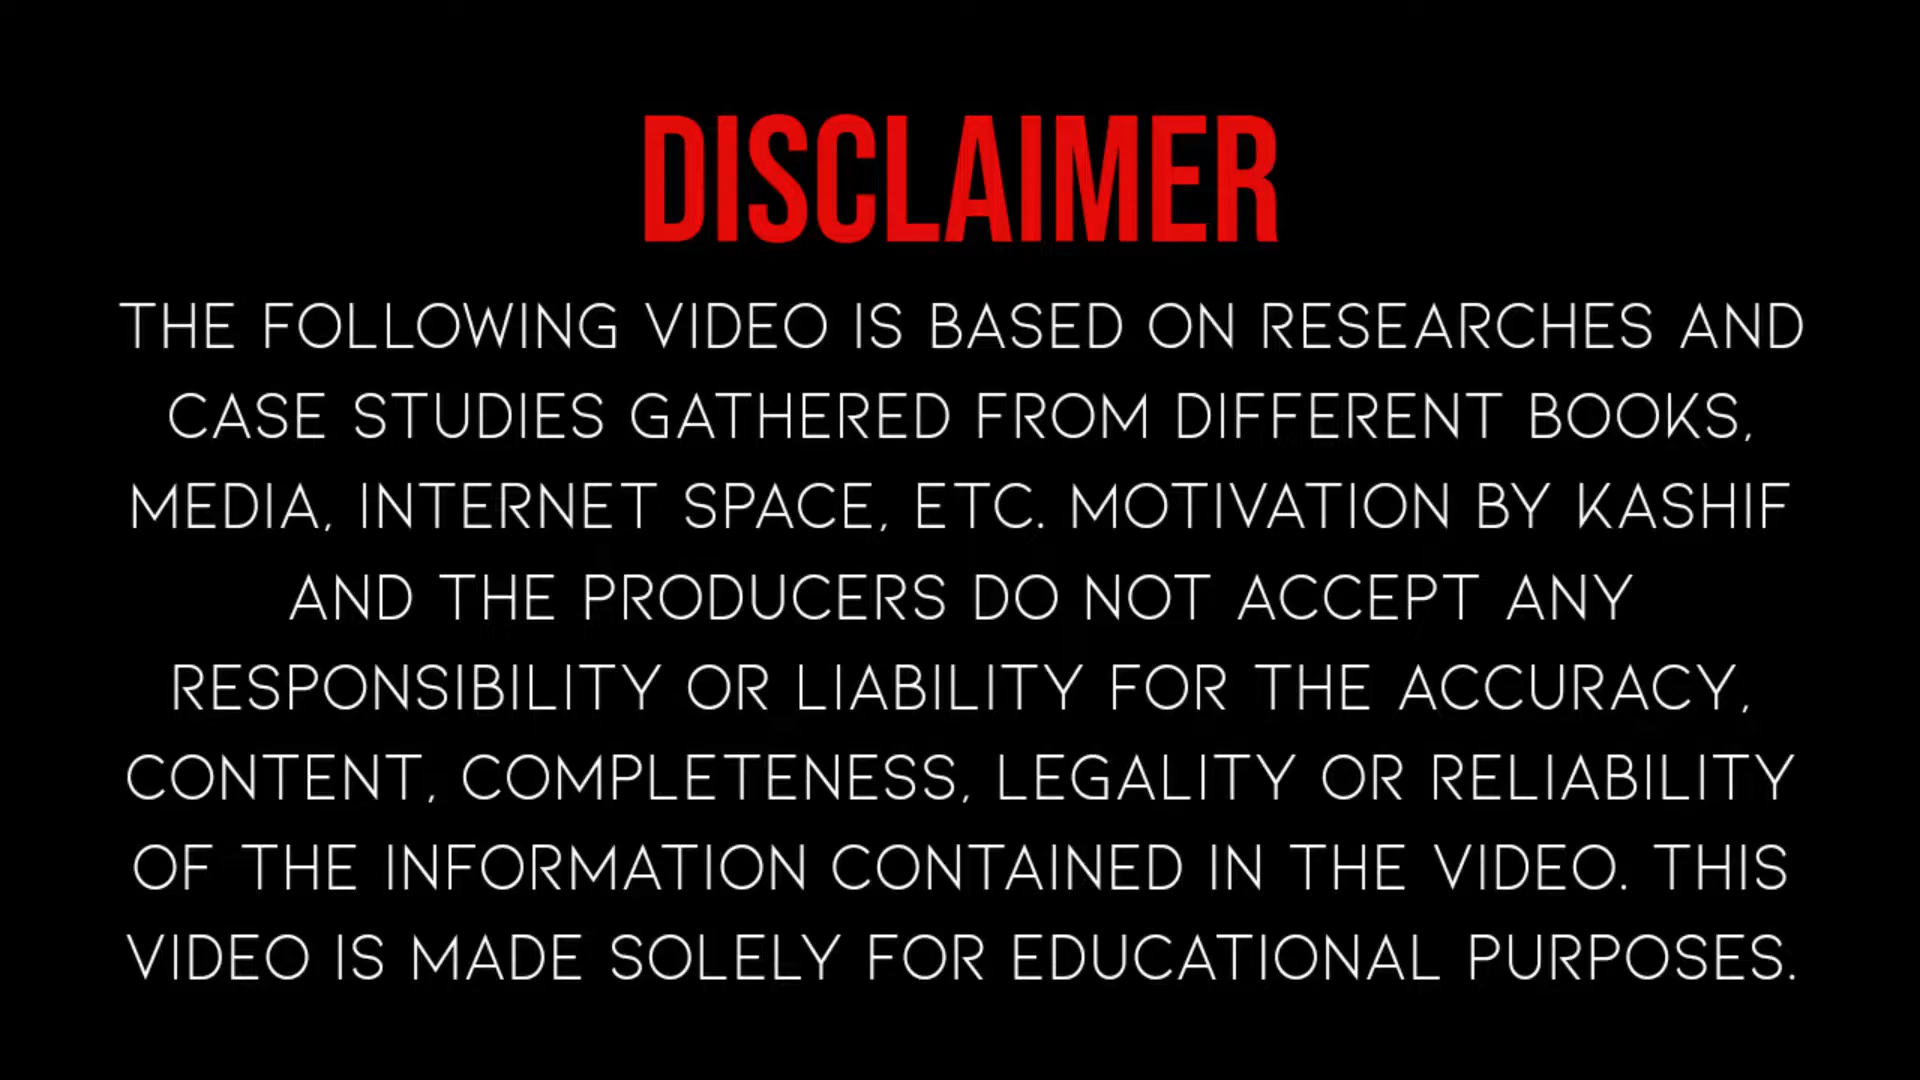 DISCLAIMER
THE FOLLOWING VIDEO IS BASED ON RESEARCHES AND
CASE STUDIES GATHERED FROM DIFFERENT BOOKS,
MEDIA, INTERNET SPACE, ETC. MOTIVATION BY KASHIF
AND THE PRODUCERS DO NOT ACCEPT ANY
RESPONSIBILITY OR LIABILITY FOR THE ACCURACY,
CONTENT, COMPLETENESS, LEGALITY OR RELIABILITY
OF THE INFORMATION CONTAINED IN THE VIDEO. THIS
VIDEO IS MADE SOLELY FOR EDUCATIONAL PURPOSES.